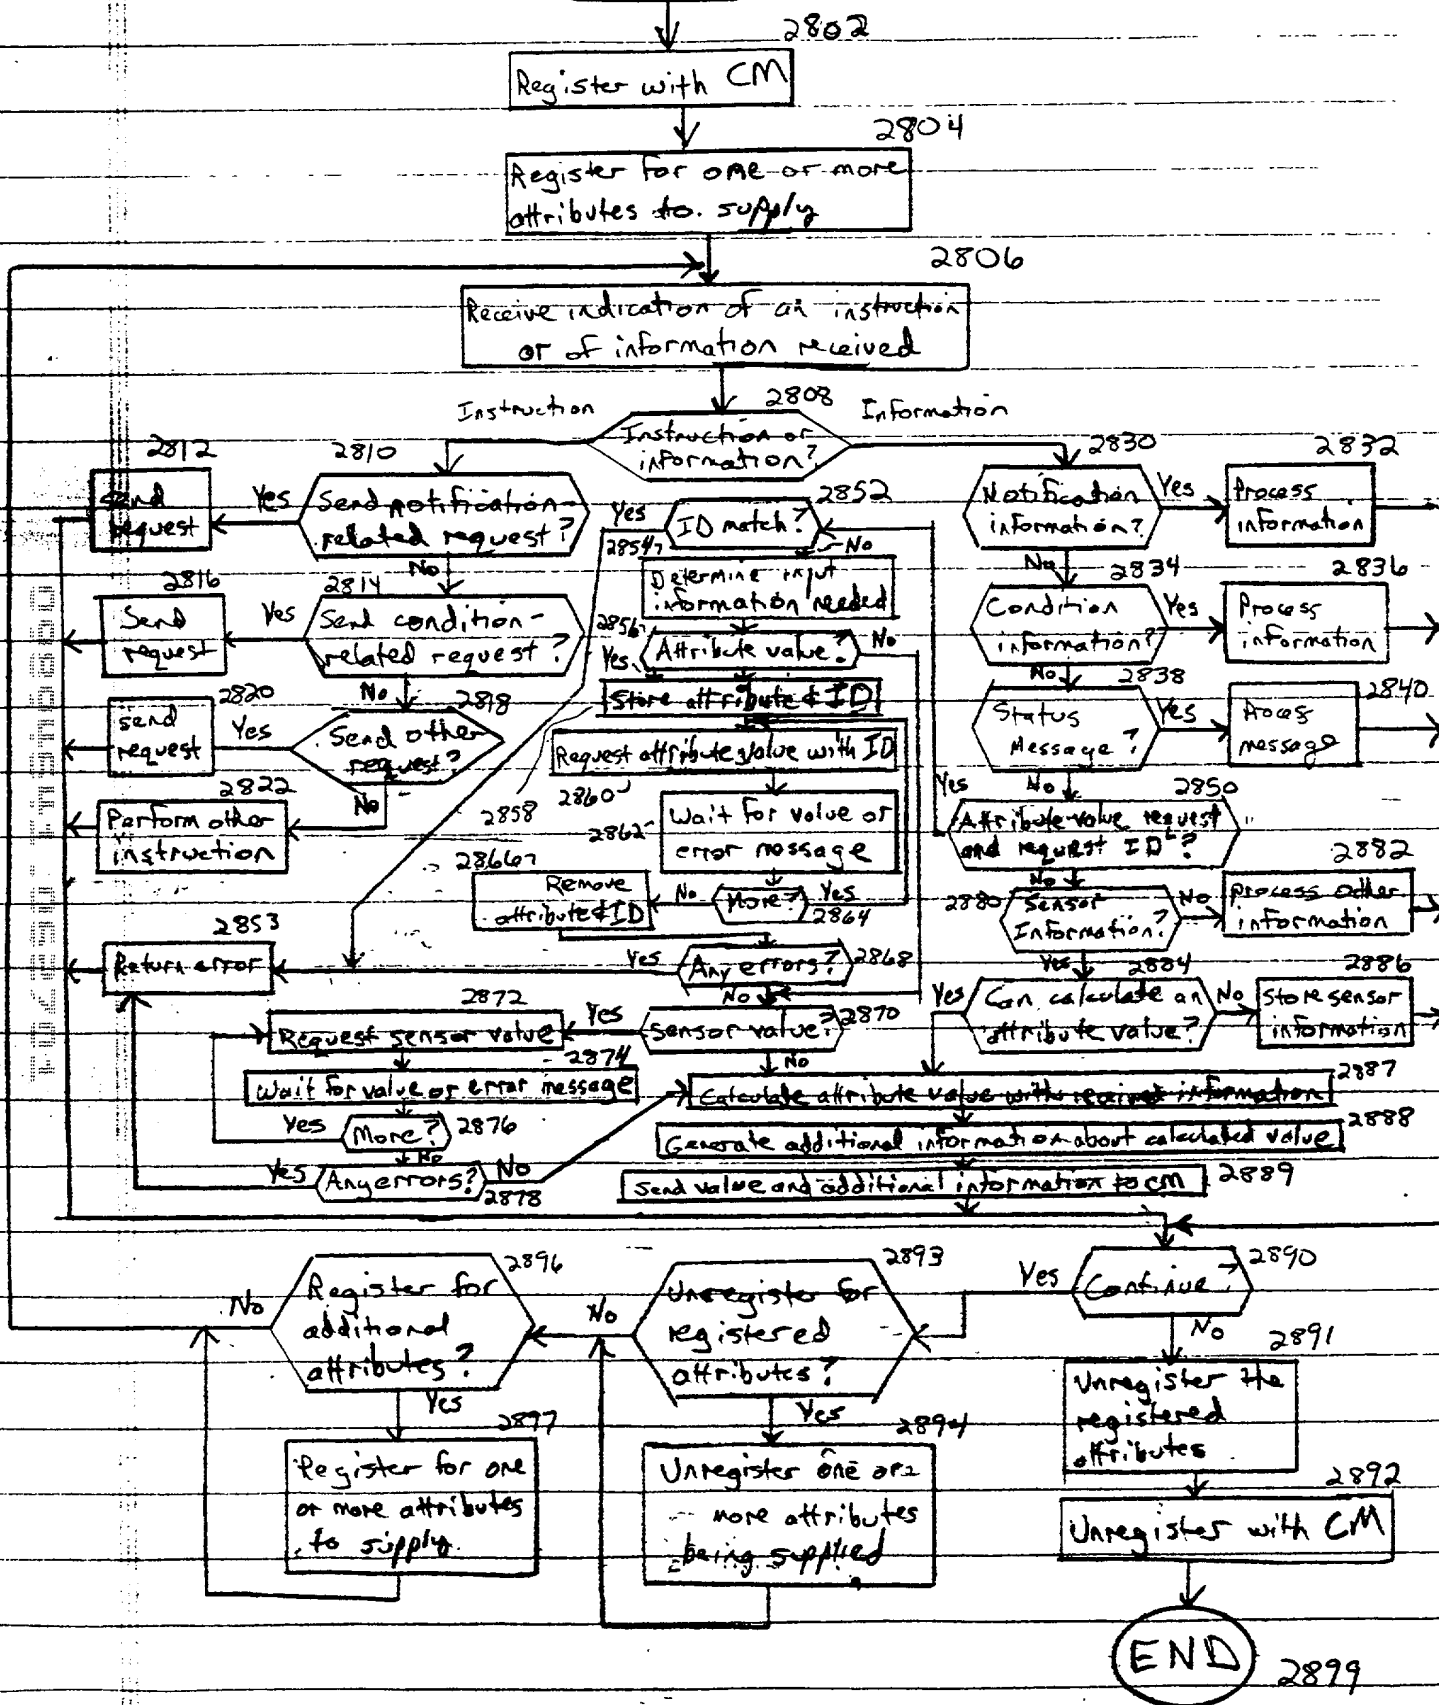 2802
Register with CM
2804
Register for one or more
attributes to supply
2806
Receive indication of an instruction
or of information received
2808
Instruction
Information
Instruction or
information?
2812
Send
request
Yes
2810
Send notification-
related request?
No
2816
Send
request
Yes
2814
Send condition-
related request?
No
2820
send
request
Yes
2818
Send other
request?
No
2822
Perform other
instruction
2852
Yes
ID match?
No
2854
Determine input
information needed
2856
Attribute value?
No
Yes
Store attribute & ID
2858
Request attribute value with ID
2860
2862
Wait for value or
error message
2866
Remove
attribute & ID
No
More?
Yes
2864
2853
Return error
Yes
Any errors?
2868
No
2872
Request sensor value
Yes
Sensor value?
2870
No
2874
Wait for value or error message
Yes
More?
2876
No
Yes
Any errors?
No
2878
2830
Notification
information?
Yes
2832
Process
information
No
2834
Condition
information?
Yes
2836
Process
information
No
2838
Status
Message?
Yes
2840
Process
message
No
2850
Yes
Attribute value request
and request ID?
No
2880
Sensor
Information?
No
2882
Process other
information
Yes
2884
Yes
Can calculate an
attribute value?
No
2886
Store sensor
information
2887
Calculate attribute value with received information
2888
Generate additional information about calculated value
Send value and additional information to CM
2889
2890
Continue?
Yes
No
2891
Unregister the
registered
attributes
2892
Unregister with CM
END
2899
2893
Unregister for
registered
attributes?
No
Yes
2894
Unregister one or
more attributes
being supplied
2896
Register for
additional
attributes?
No
Yes
2897
Register for one
or more attributes
to supply